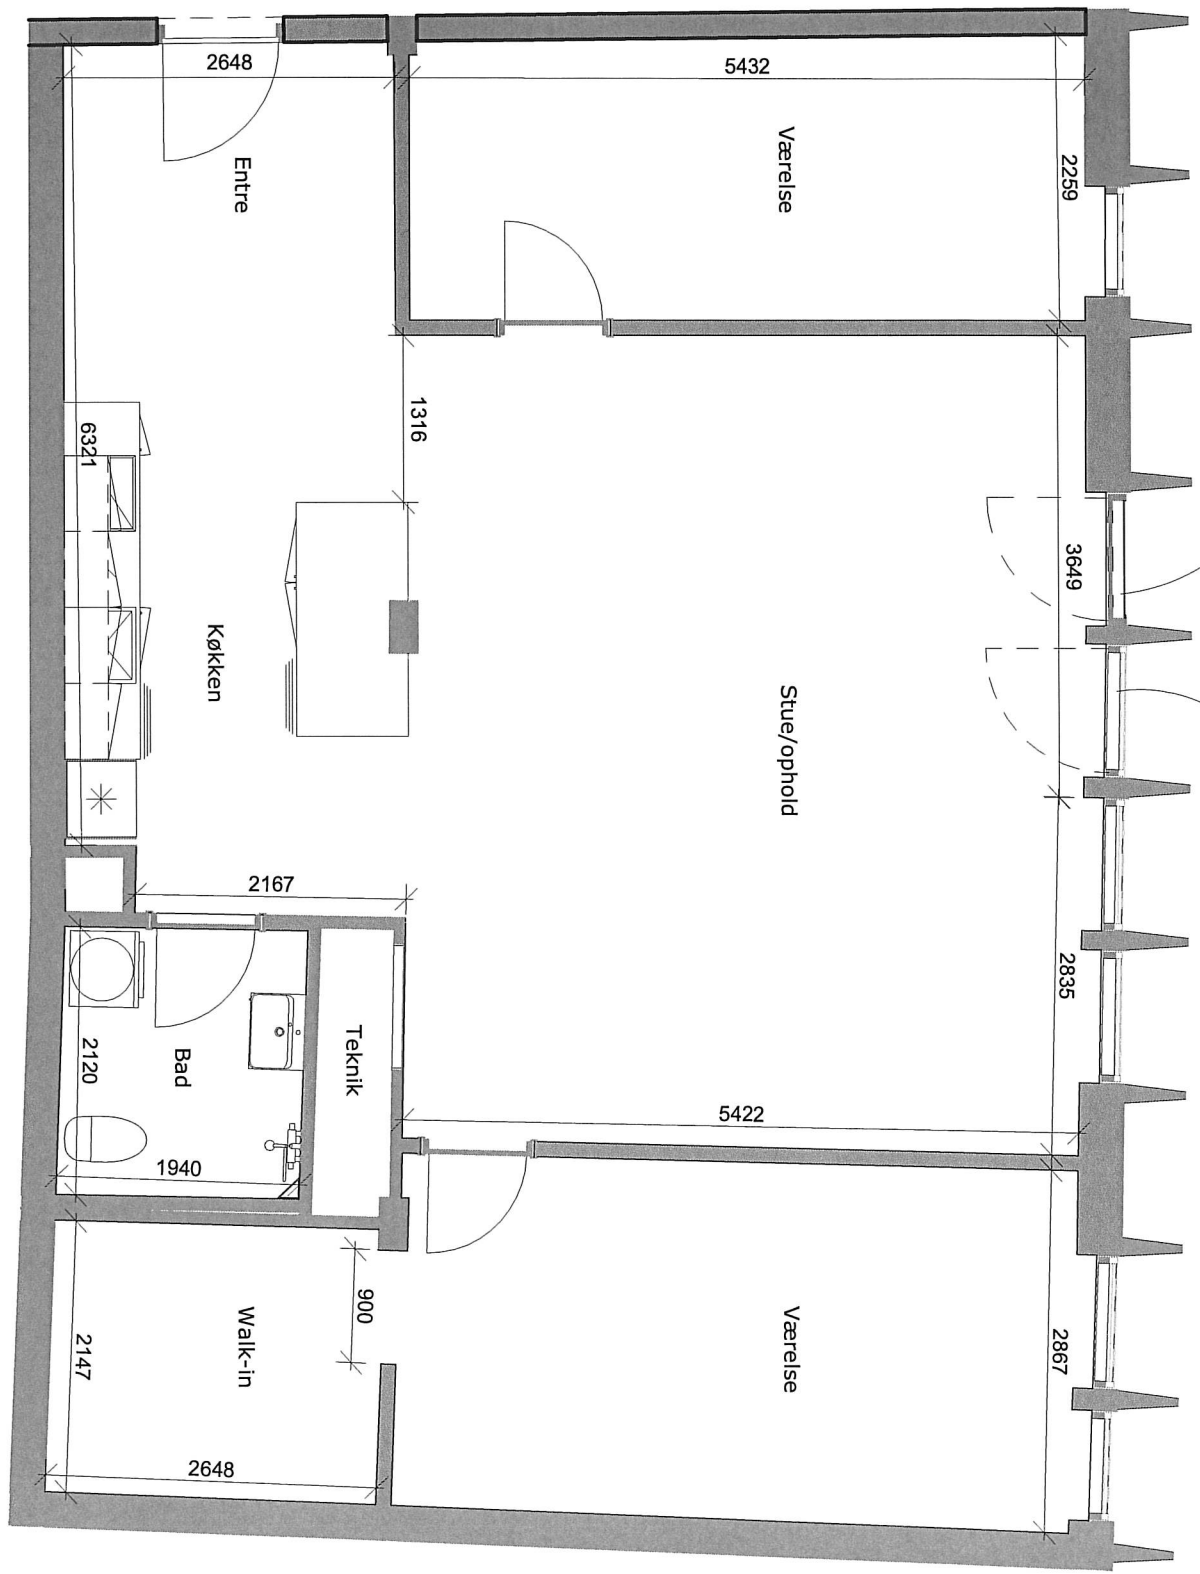 2648
5432
Entre
Værelse
2259
1316
6321
3649
Køkken
Stue/ophold
2167
2835
Teknik
Bad
2120
5422
1940
900
Walk-in
Værelse
2867
2147
2648